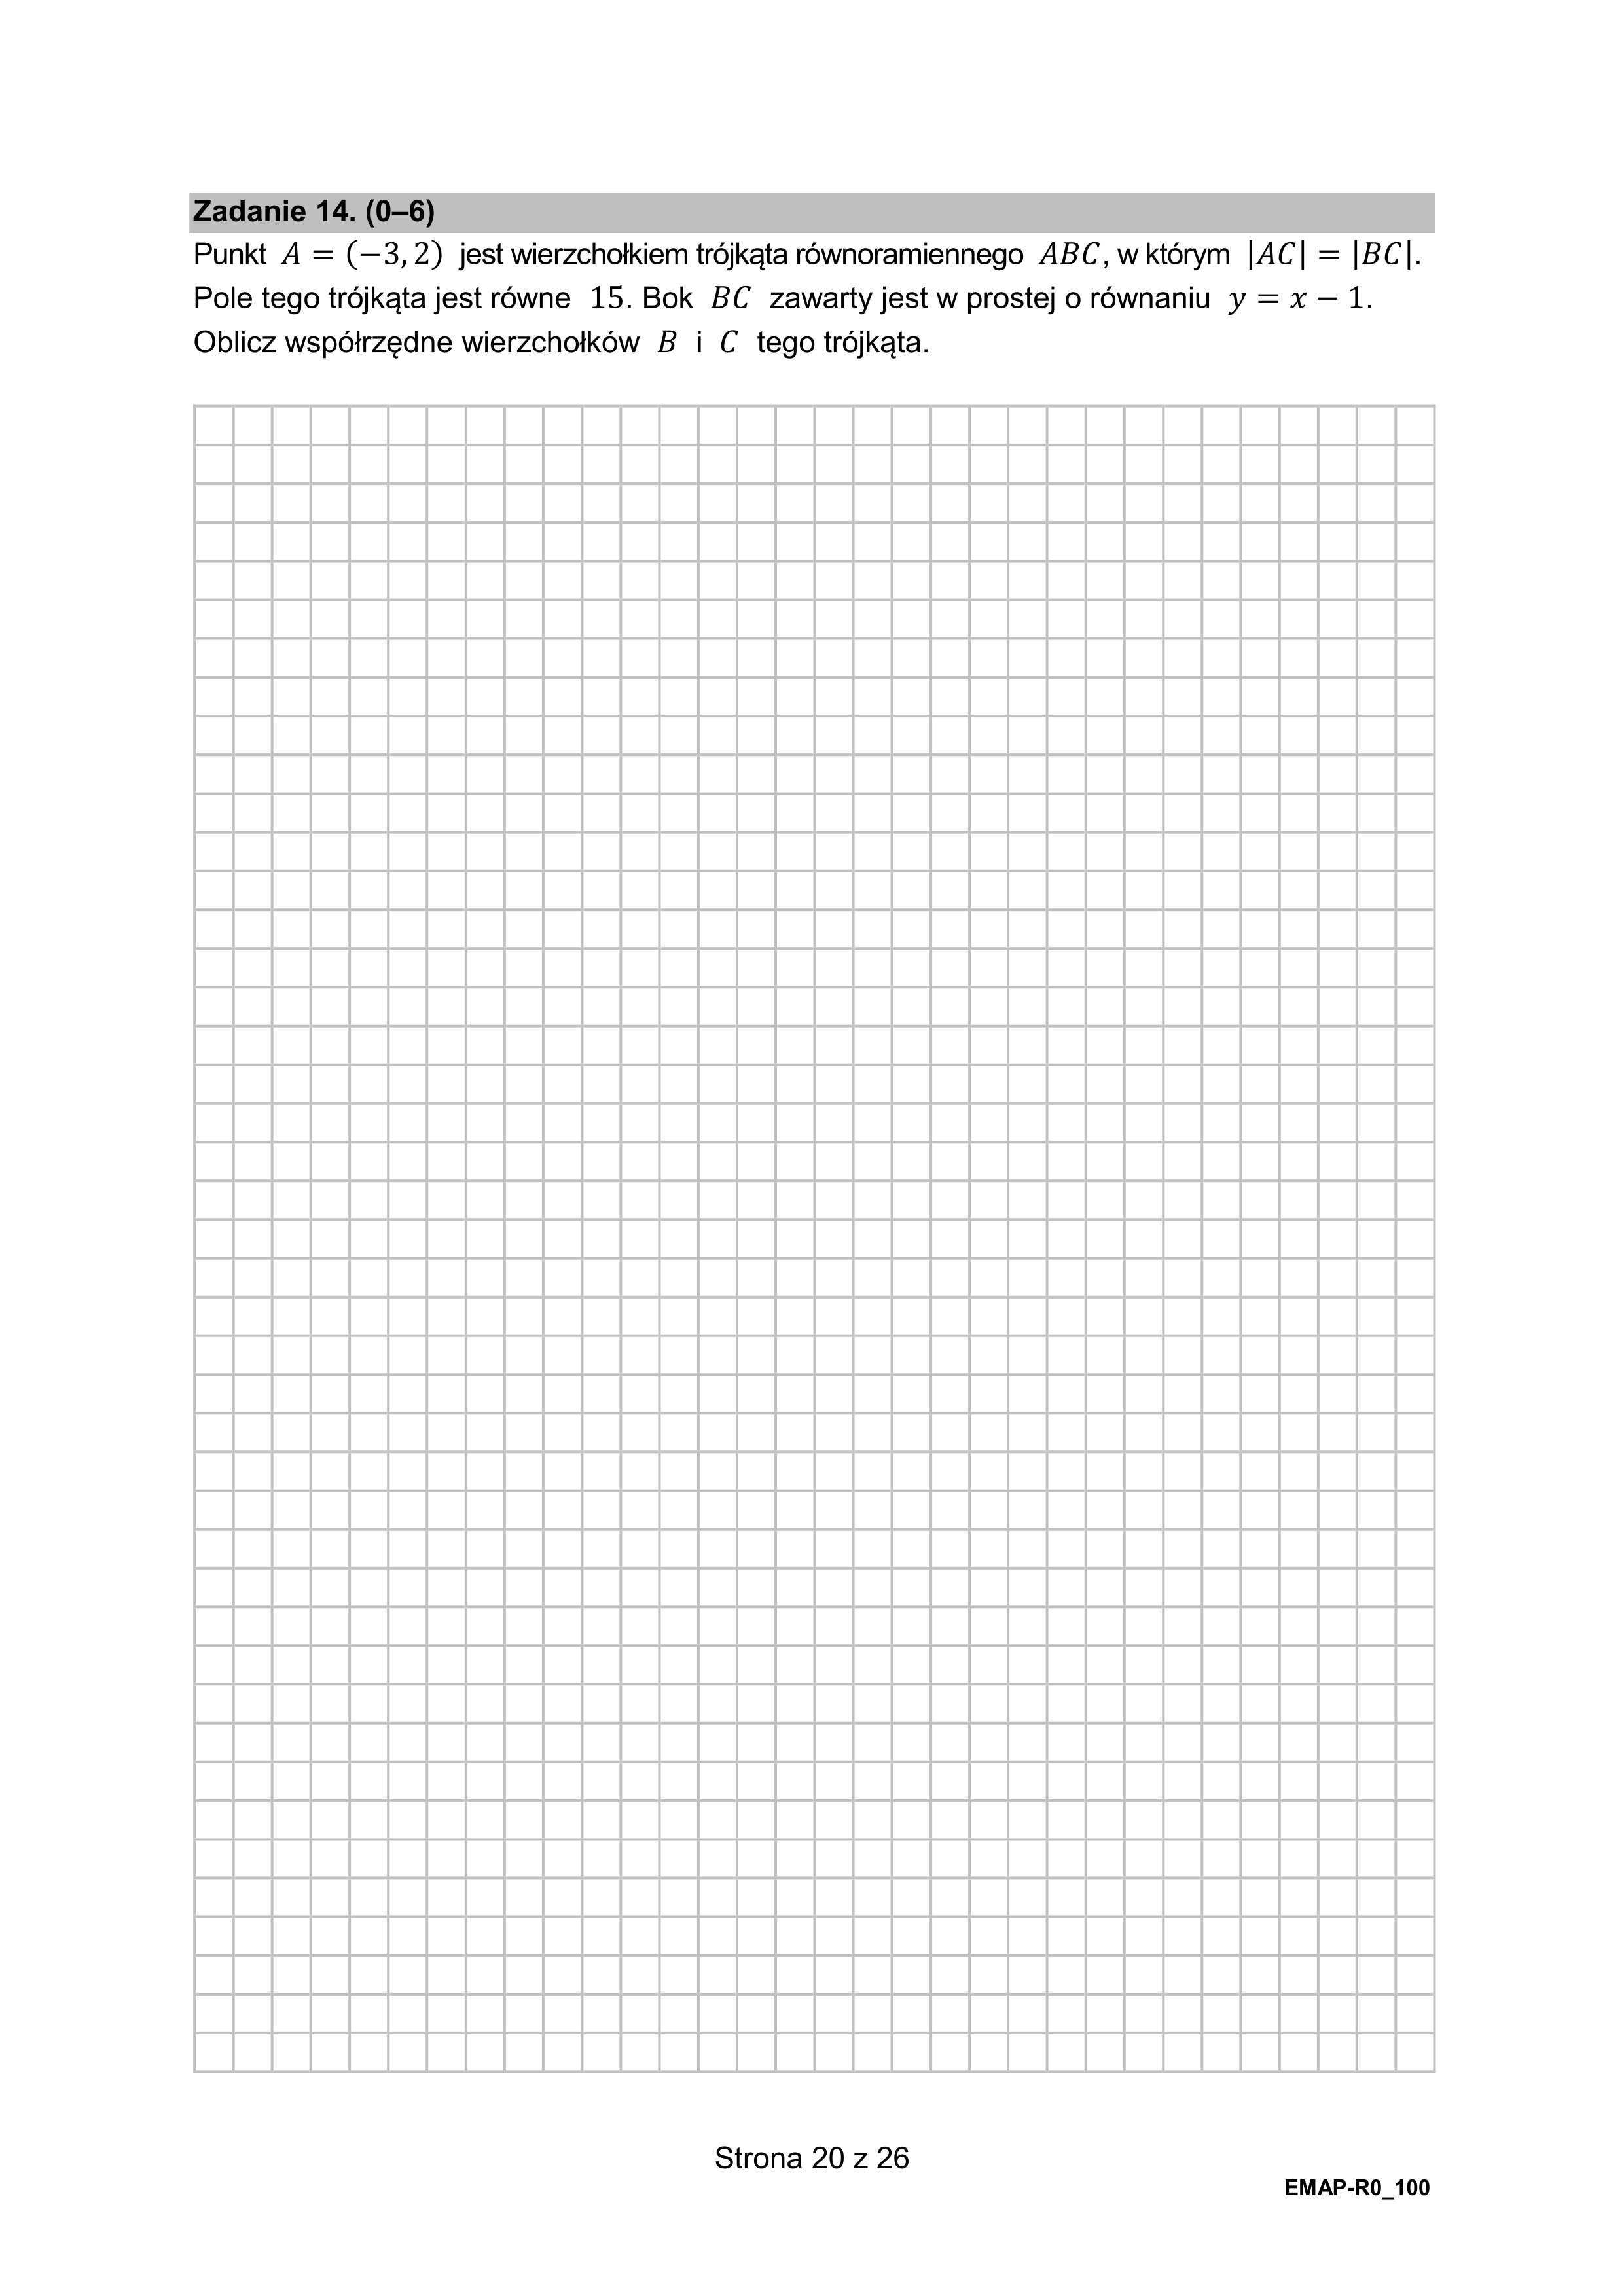 Zadanie 14. (0–6)
Punkt A = (−3, 2) jest wierzchołkiem trójkąta równoramiennego ABC, w którym |AC| = |BC|.
Pole tego trójkąta jest równe 15. Bok BC zawarty jest w prostej o równaniu y = x − 1.
Oblicz współrzędne wierzchołków B i C tego trójkąta.
Strona 20 z 26
EMAP-R0_100